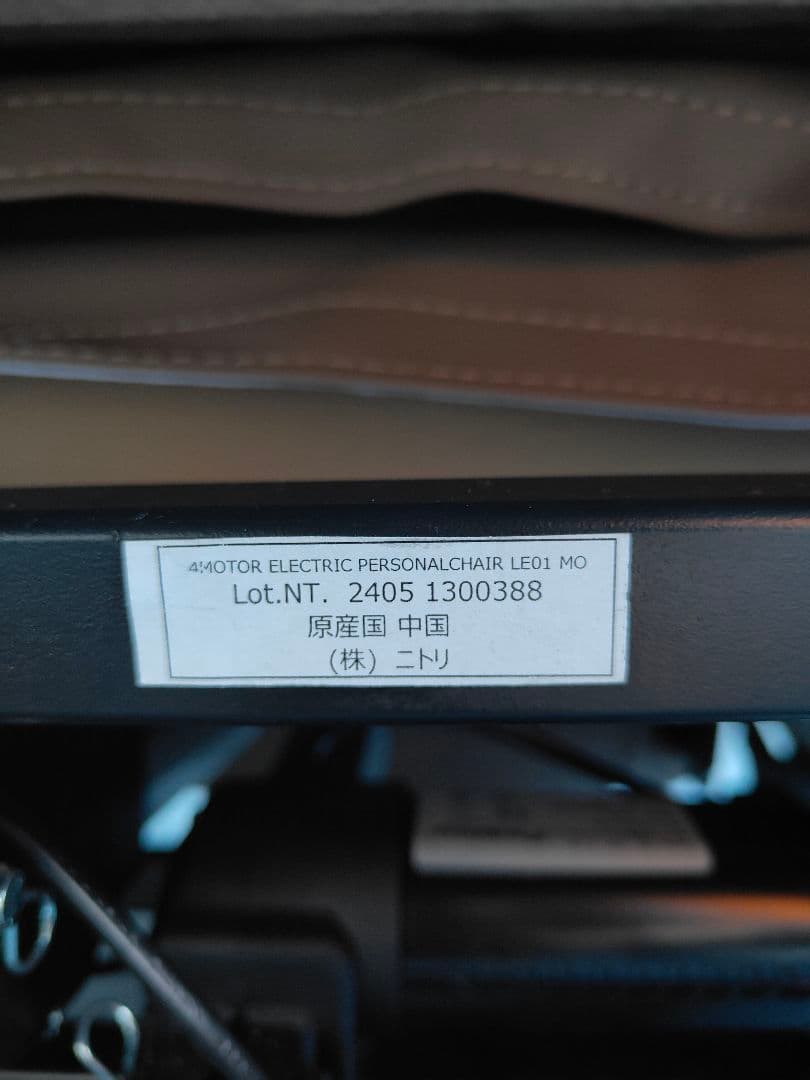 4MOTOR ELECTRIC PERSONALCHAIR LE01 MO
Lot.NT. 2405 1300388
原産国 中国
(株) ニトリ